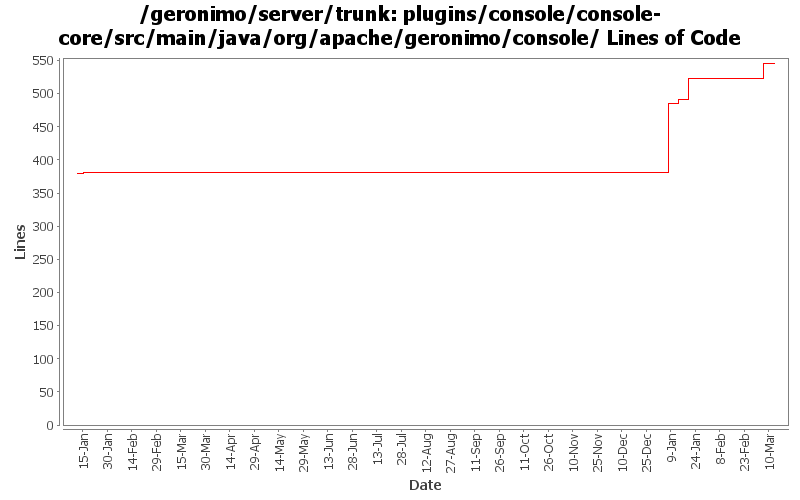 /geronimo/server/trunk: plugins/console/console-
core/src/main/java/org/apache/geronimo/console/ Lines of Code
550
500
450
400
350
300
250
200
150
100
50
0
Lines
15-Jan
30-Jan
14-Feb
29-Feb
15-Mar
30-Mar
14-Apr
29-Apr
14-May
29-May
13-Jun
28-Jun
13-Jul
28-Jul
12-Aug
27-Aug
11-Sep
26-Sep
11-Oct
26-Oct
10-Nov
25-Nov
10-Dec
25-Dec
9-Jan
24-Jan
8-Feb
23-Feb
10-Mar
Date